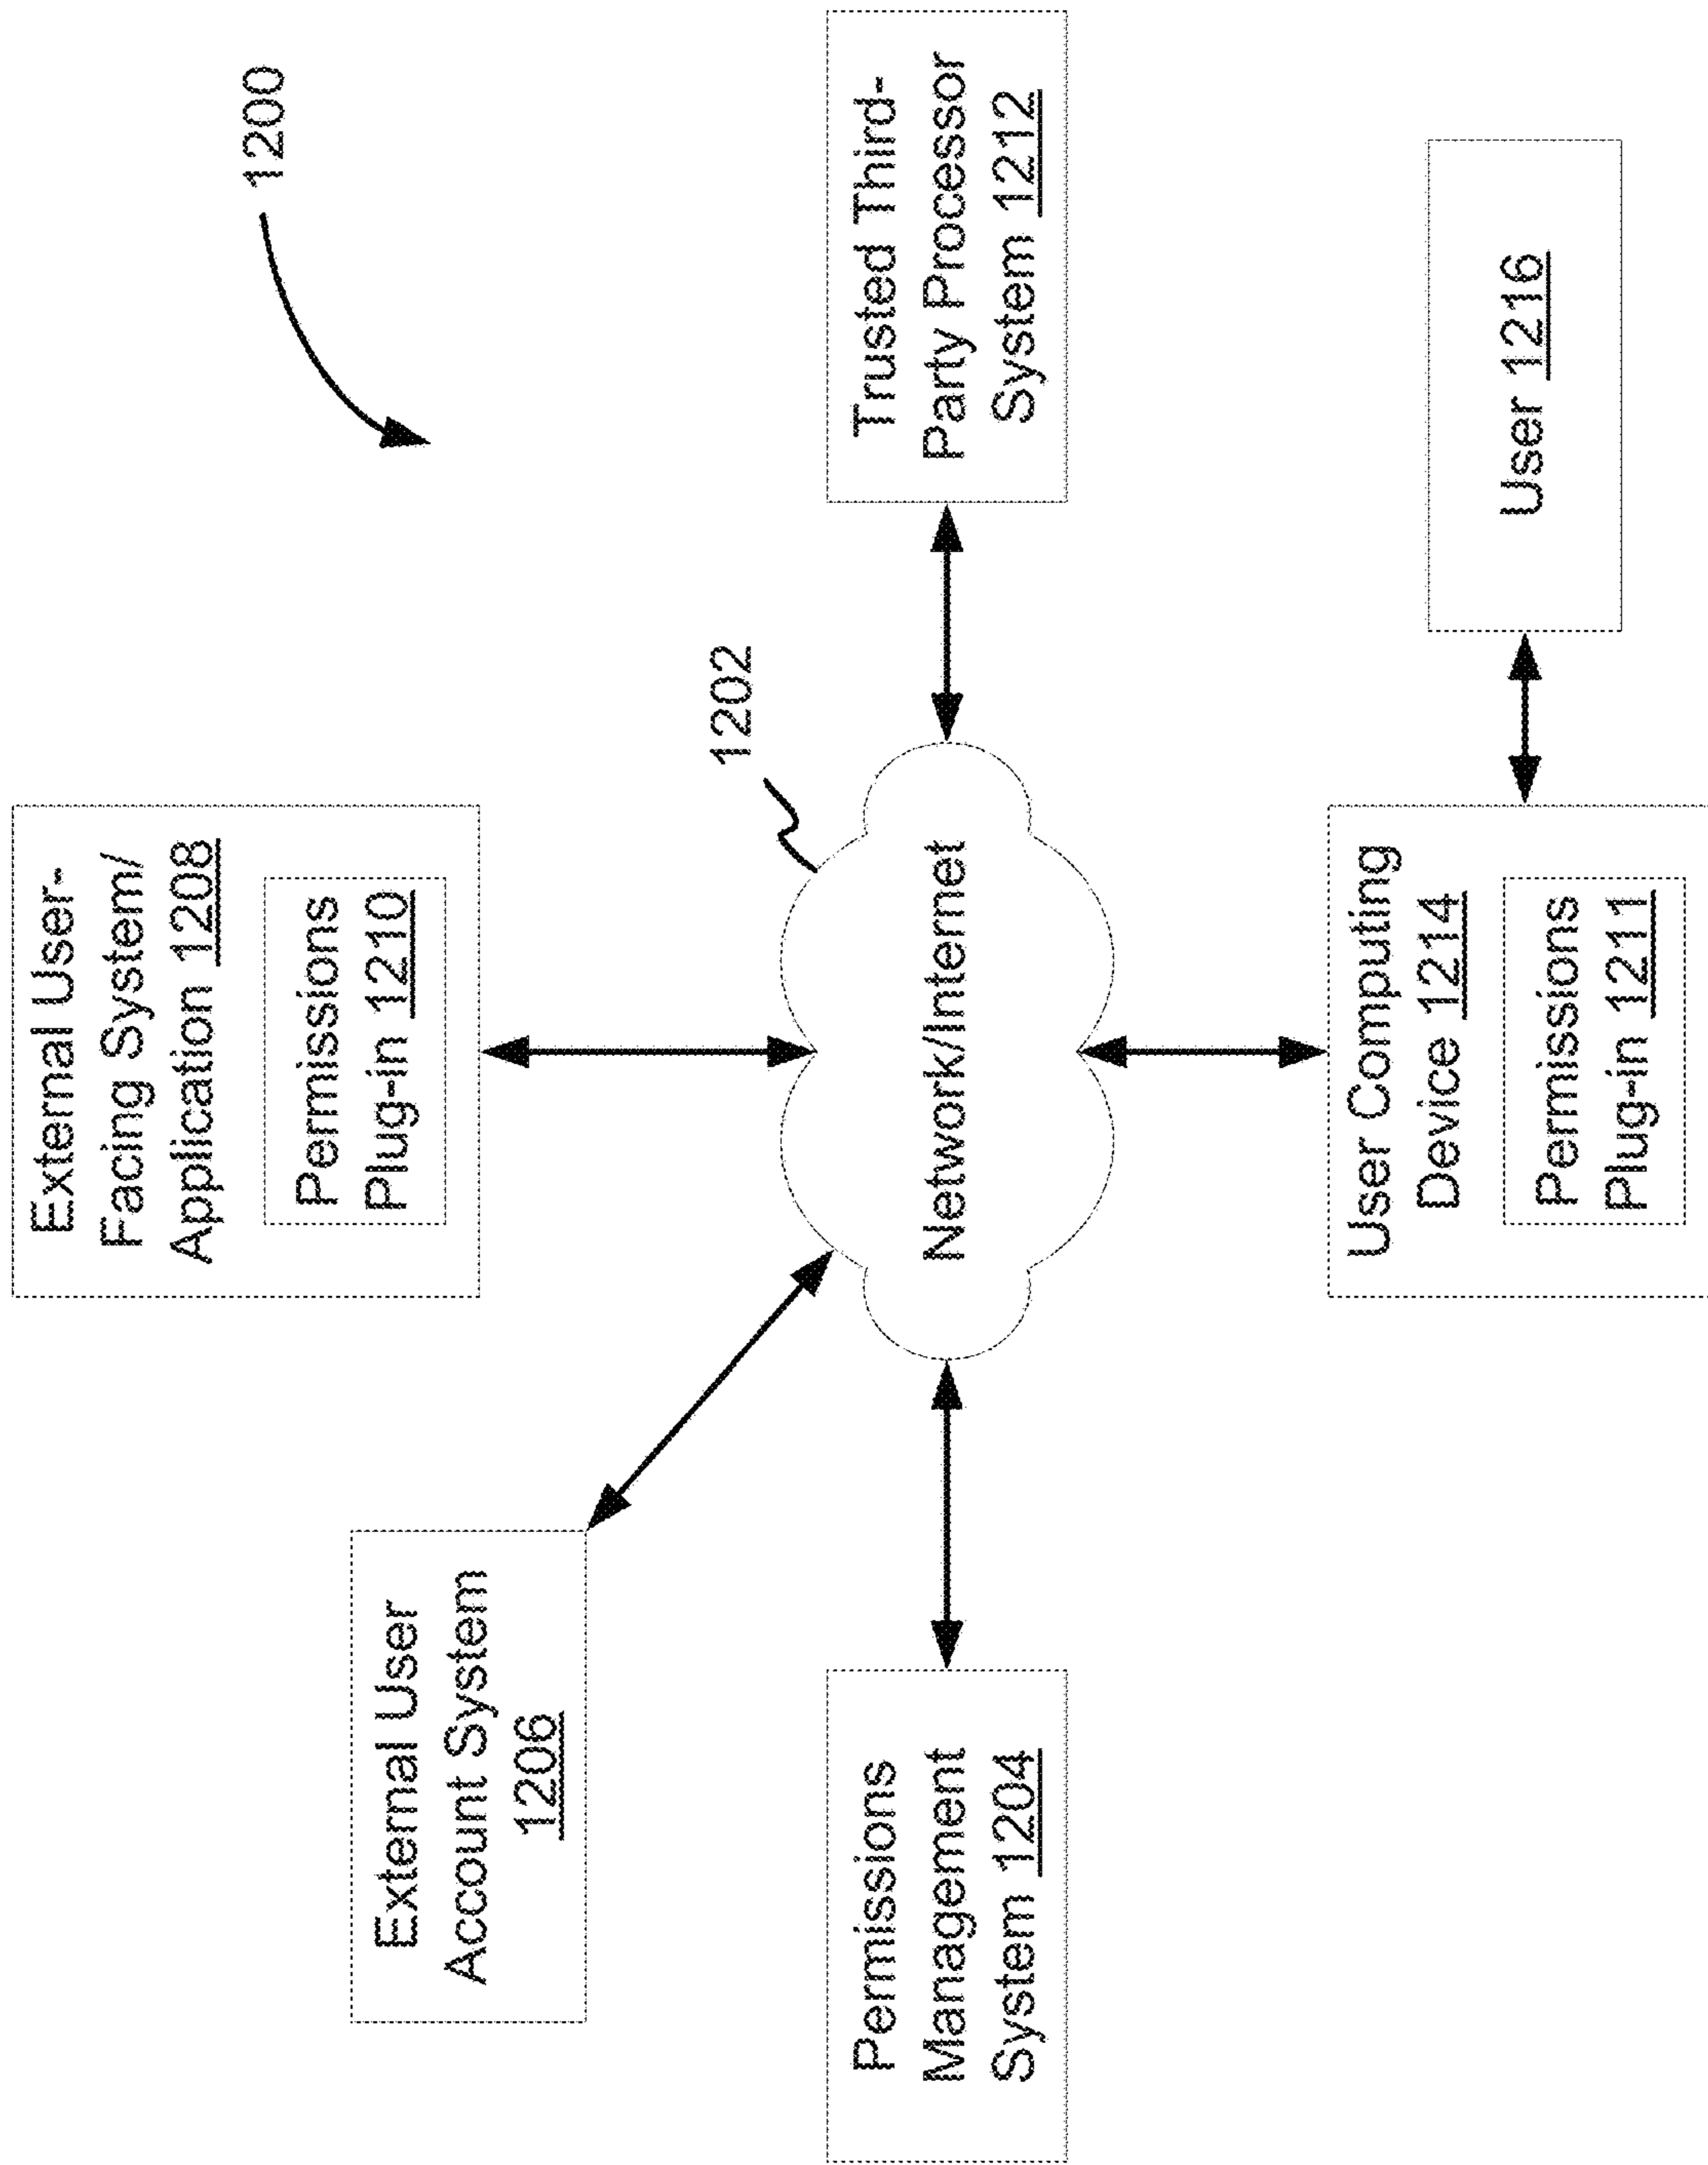 1200
External User-
Facing System/
Application 1208
Permissions
Plug-in 1210
External User
Account System
1206
1202
Permissions
Management
System 1204
Network/Internet
Trusted Third-
Party Processor
System 1212
User Computing
Device 1214
Permissions
Plug-in 1211
User 1216